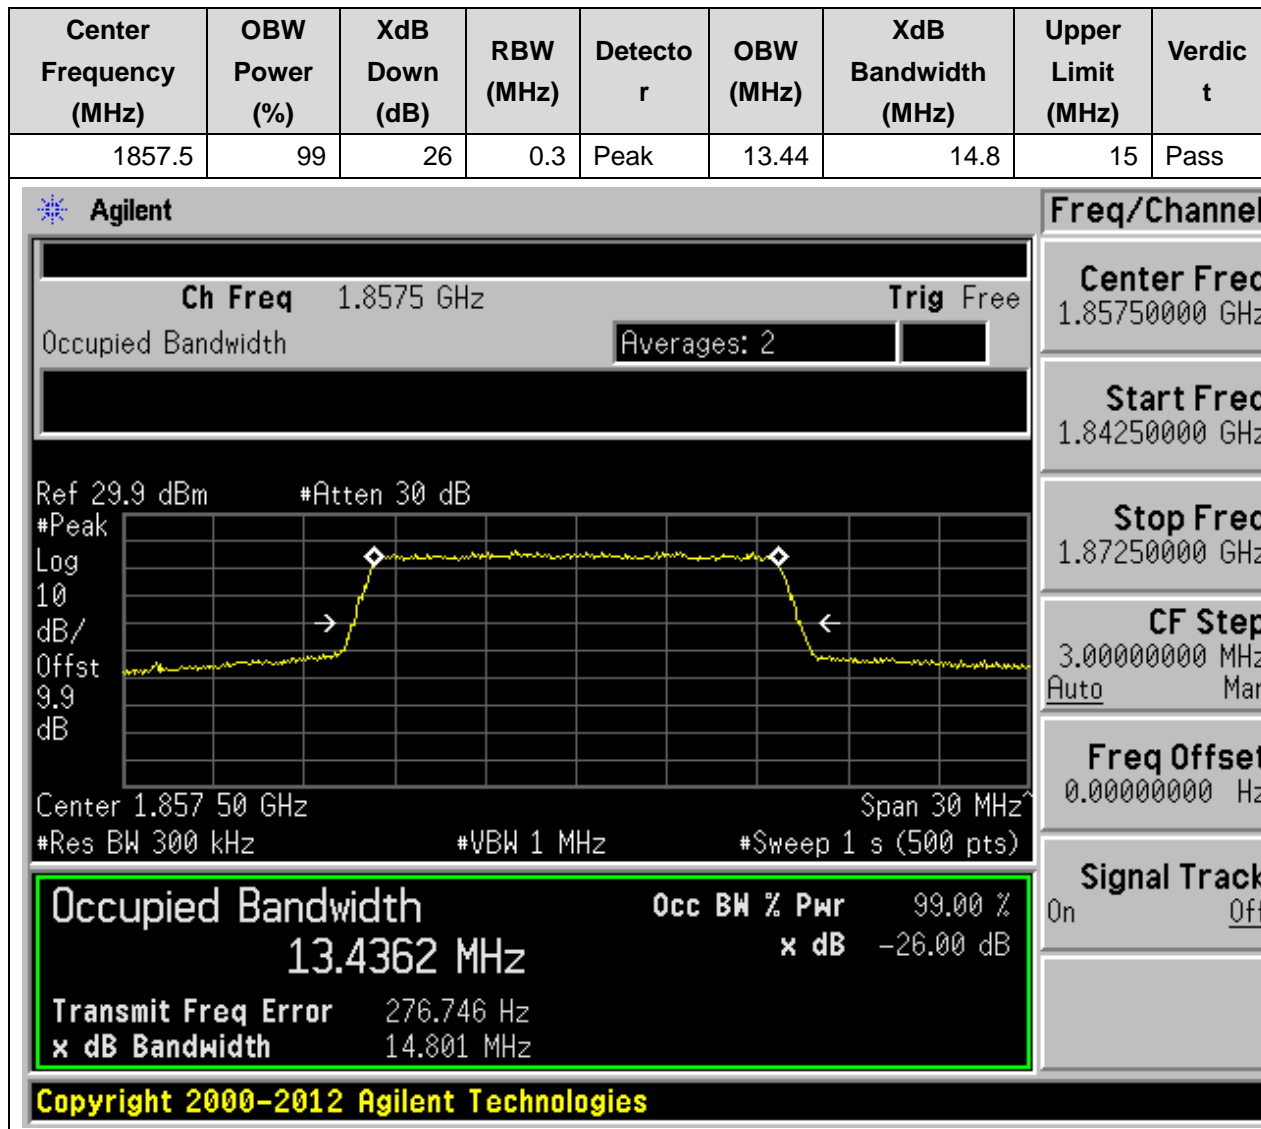 Center Frequency (MHz) OBW Power (%) XdB Down (dB) RBW (MHz) Detecto r OBW (MHz) XdB Bandwidth (MHz) Upper Limit (MHz) Verdic t
1857.5 99 26 0.3 Peak 13.44 14.8 15 Pass
Agilent
Ch Freq 1.8575 GHz Trig Free
Occupied Bandwidth Averages: 2
Ref 29.9 dBm #Atten 30 dB
#Peak
Log
10
dB/
Offst
9.9
dB
Center 1.857 50 GHz Span 30 MHz^
#Res BW 300 kHz #VBW 1 MHz #Sweep 1 s (500 pts)
Occupied Bandwidth Occ BW % Pwr 99.00 %
13.4362 MHz x dB -26.00 dB
Transmit Freq Error 276.746 Hz
x dB Bandwidth 14.801 MHz
Copyright 2000-2012 Agilent Technologies
Freq/Channel
Center Freq
1.85750000 GHz
Start Freq
1.84250000 GHz
Stop Freq
1.87250000 GHz
CF Step
3.00000000 MHz
Auto Man
Freq Offset
0.00000000 Hz
Signal Track
On Off